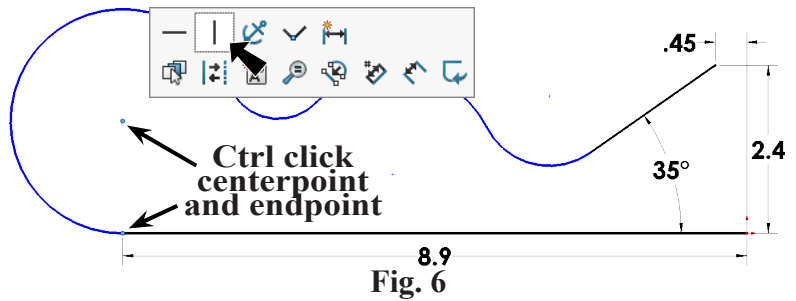 .45
Ctrl click
centerpoint
and endpoint
35°
2.4
8.9
Fig. 6